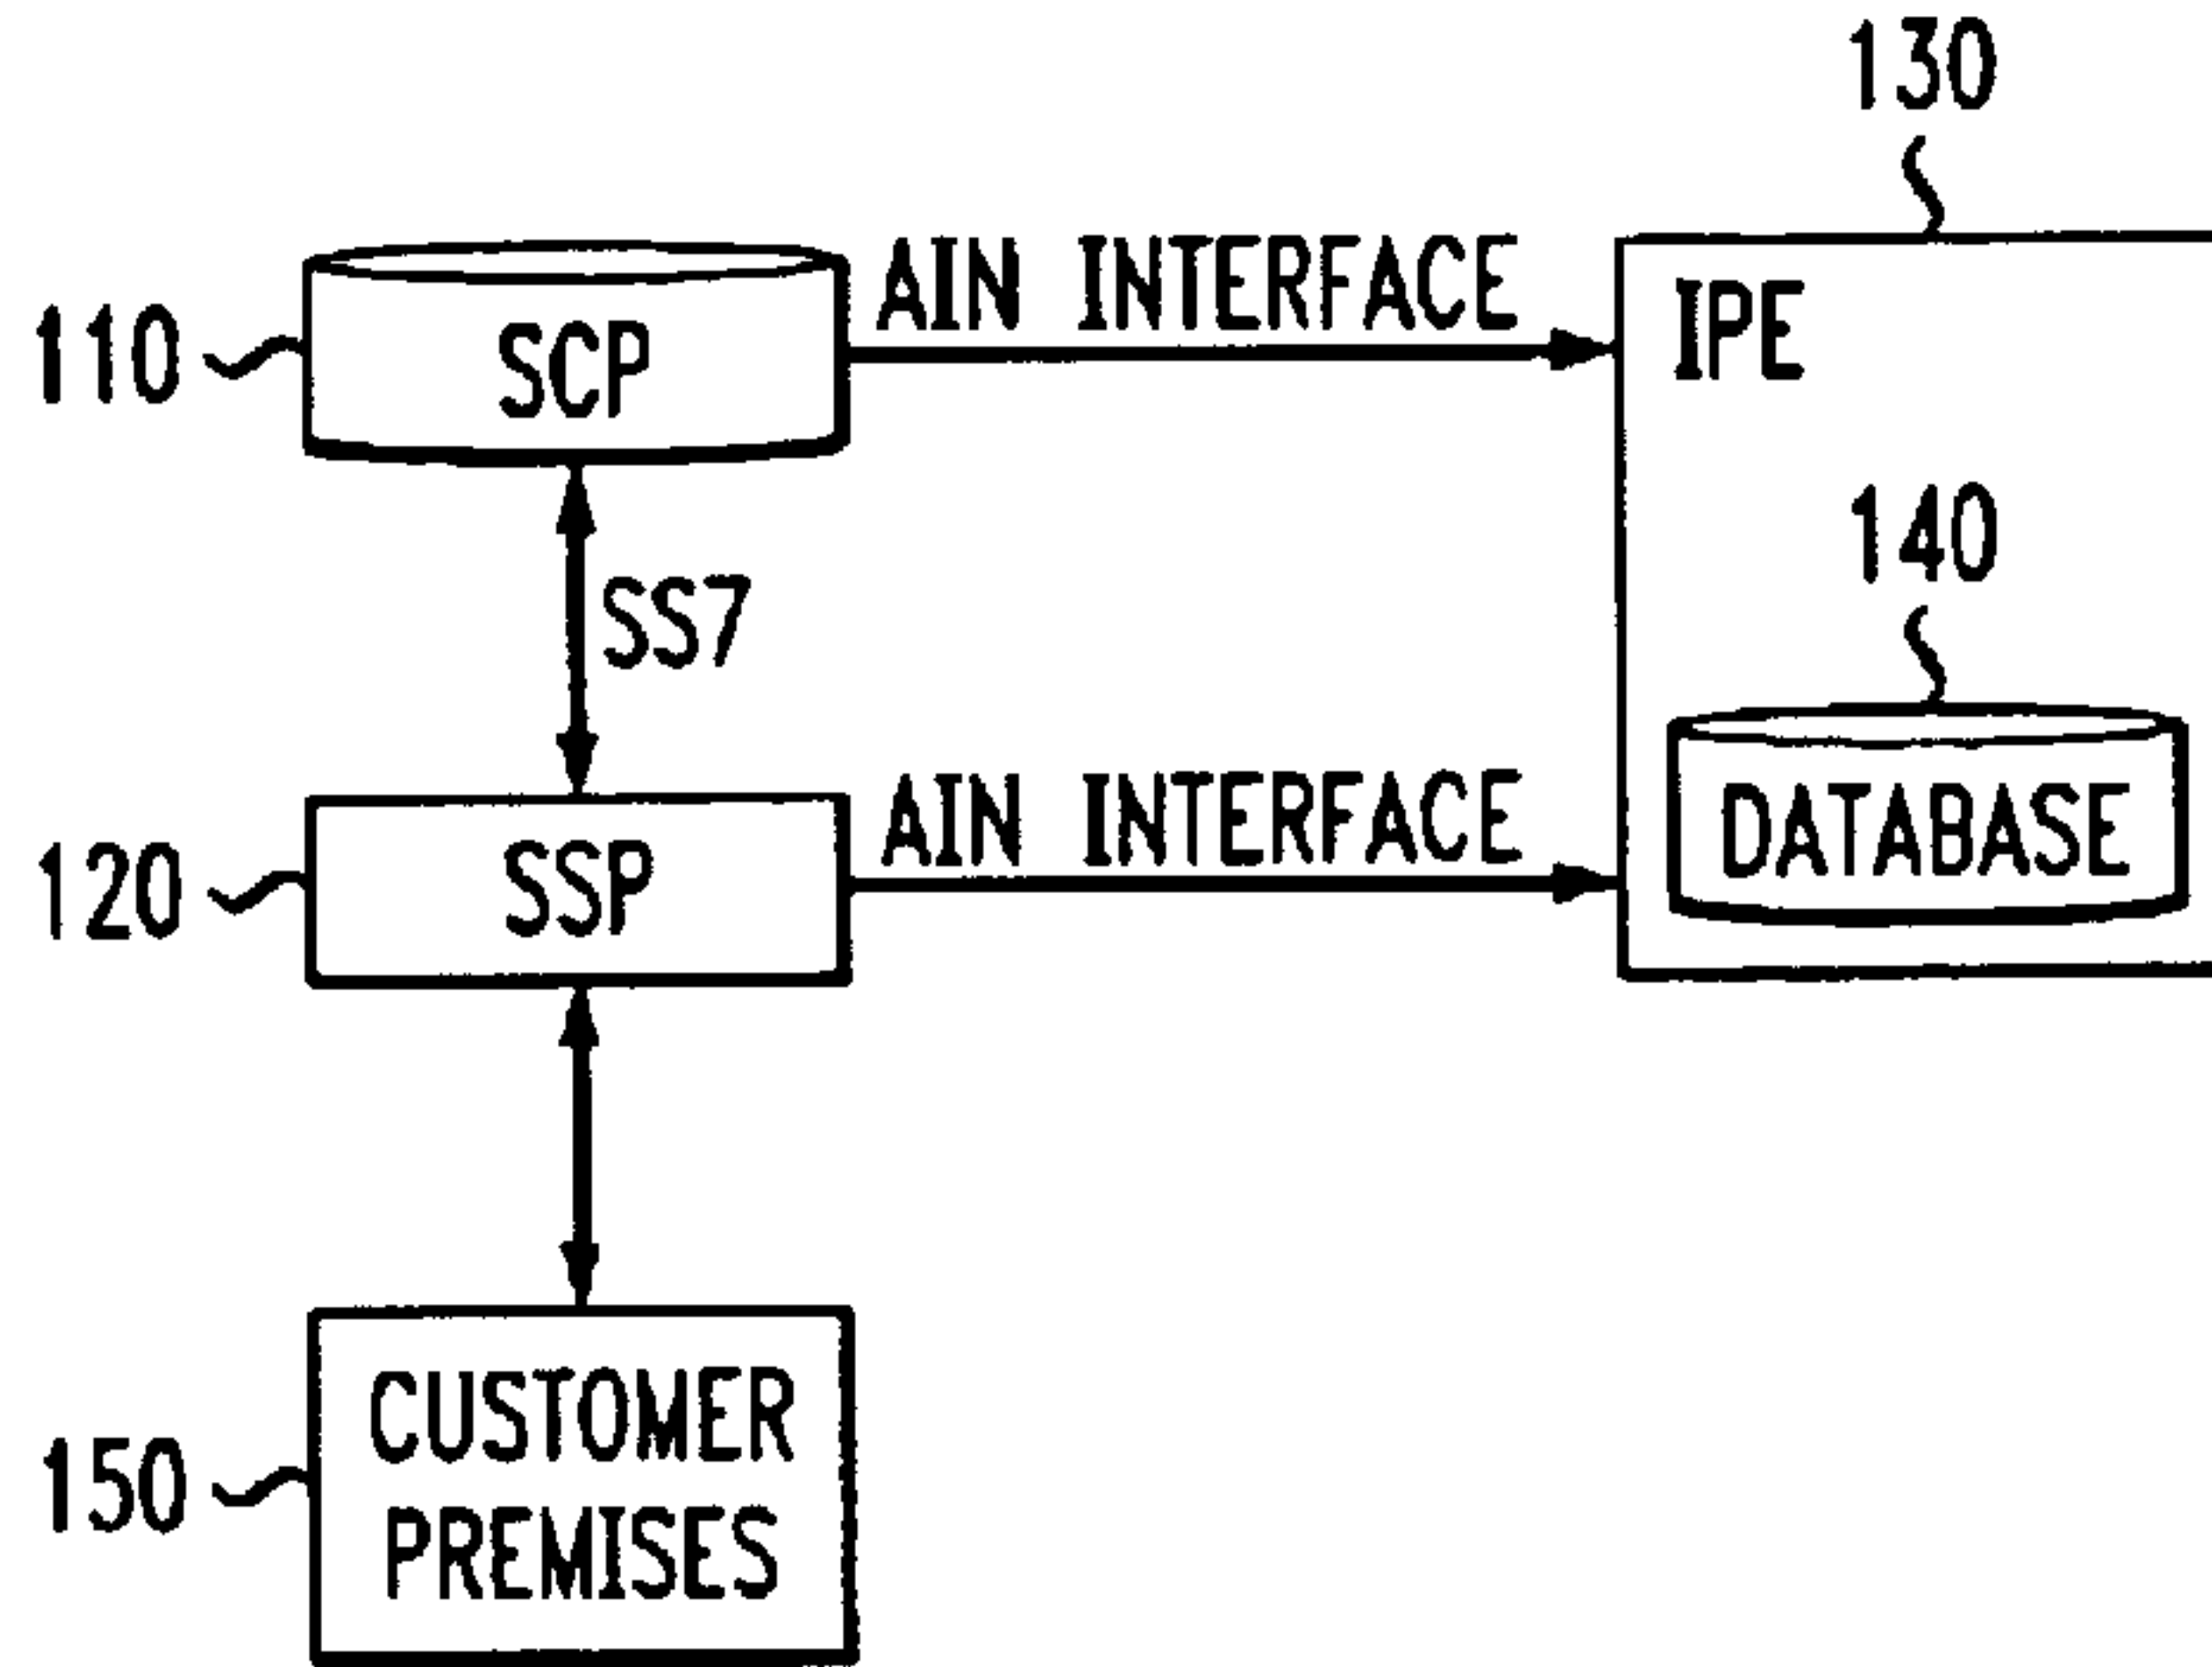 130
AIN INTERFACE
IPE
110
SCP
140
SS7
AIN INTERFACE
DATABASE
120
SSP
CUSTOMER
150
PREMISES